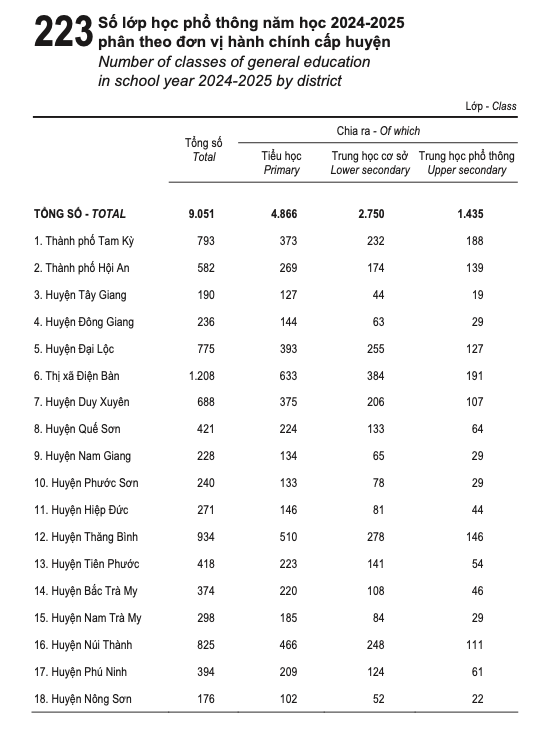 223 Số lớp học phổ thông năm học 2024-2025
phân theo đơn vị hành chính cấp huyện
Number of classes of general education
in school year 2024-2025 by district
Lớp - Class
Tổng số
Total
Chia ra - Of which
Tiểu học
Primary
Trung học cơ sở
Lower secondary
Trung học phổ thông
Upper secondary
TỔNG SỐ - TOTAL 9.051 4.866 2.750 1.435
1. Thành phố Tam Kỳ 793 373 232 188
2. Thành phố Hội An 582 269 174 139
3. Huyện Tây Giang 190 127 44 19
4. Huyện Đông Giang 236 144 63 29
5. Huyện Đại Lộc 775 393 255 127
6. Thị xã Điện Bàn 1.208 633 384 191
7. Huyện Duy Xuyên 688 375 206 107
8. Huyện Quế Sơn 421 224 133 64
9. Huyện Nam Giang 228 134 65 29
10. Huyện Phước Sơn 240 133 78 29
11. Huyện Hiệp Đức 271 146 81 44
12. Huyện Thăng Bình 934 510 278 146
13. Huyện Tiên Phước 418 223 141 54
14. Huyện Bắc Trà My 374 220 108 46
15. Huyện Nam Trà My 298 185 84 29
16. Huyện Núi Thành 825 466 248 111
17. Huyện Phú Ninh 394 209 124 61
18. Huyện Nông Sơn 176 102 52 22